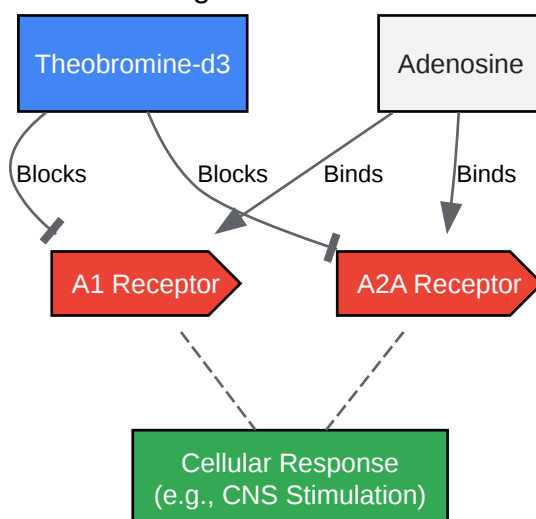 Theobromine-d3
Adenosine
Blocks
Blocks
Binds
Binds
A1 Receptor
A2A Receptor
Cellular Response
(e.g., CNS Stimulation)